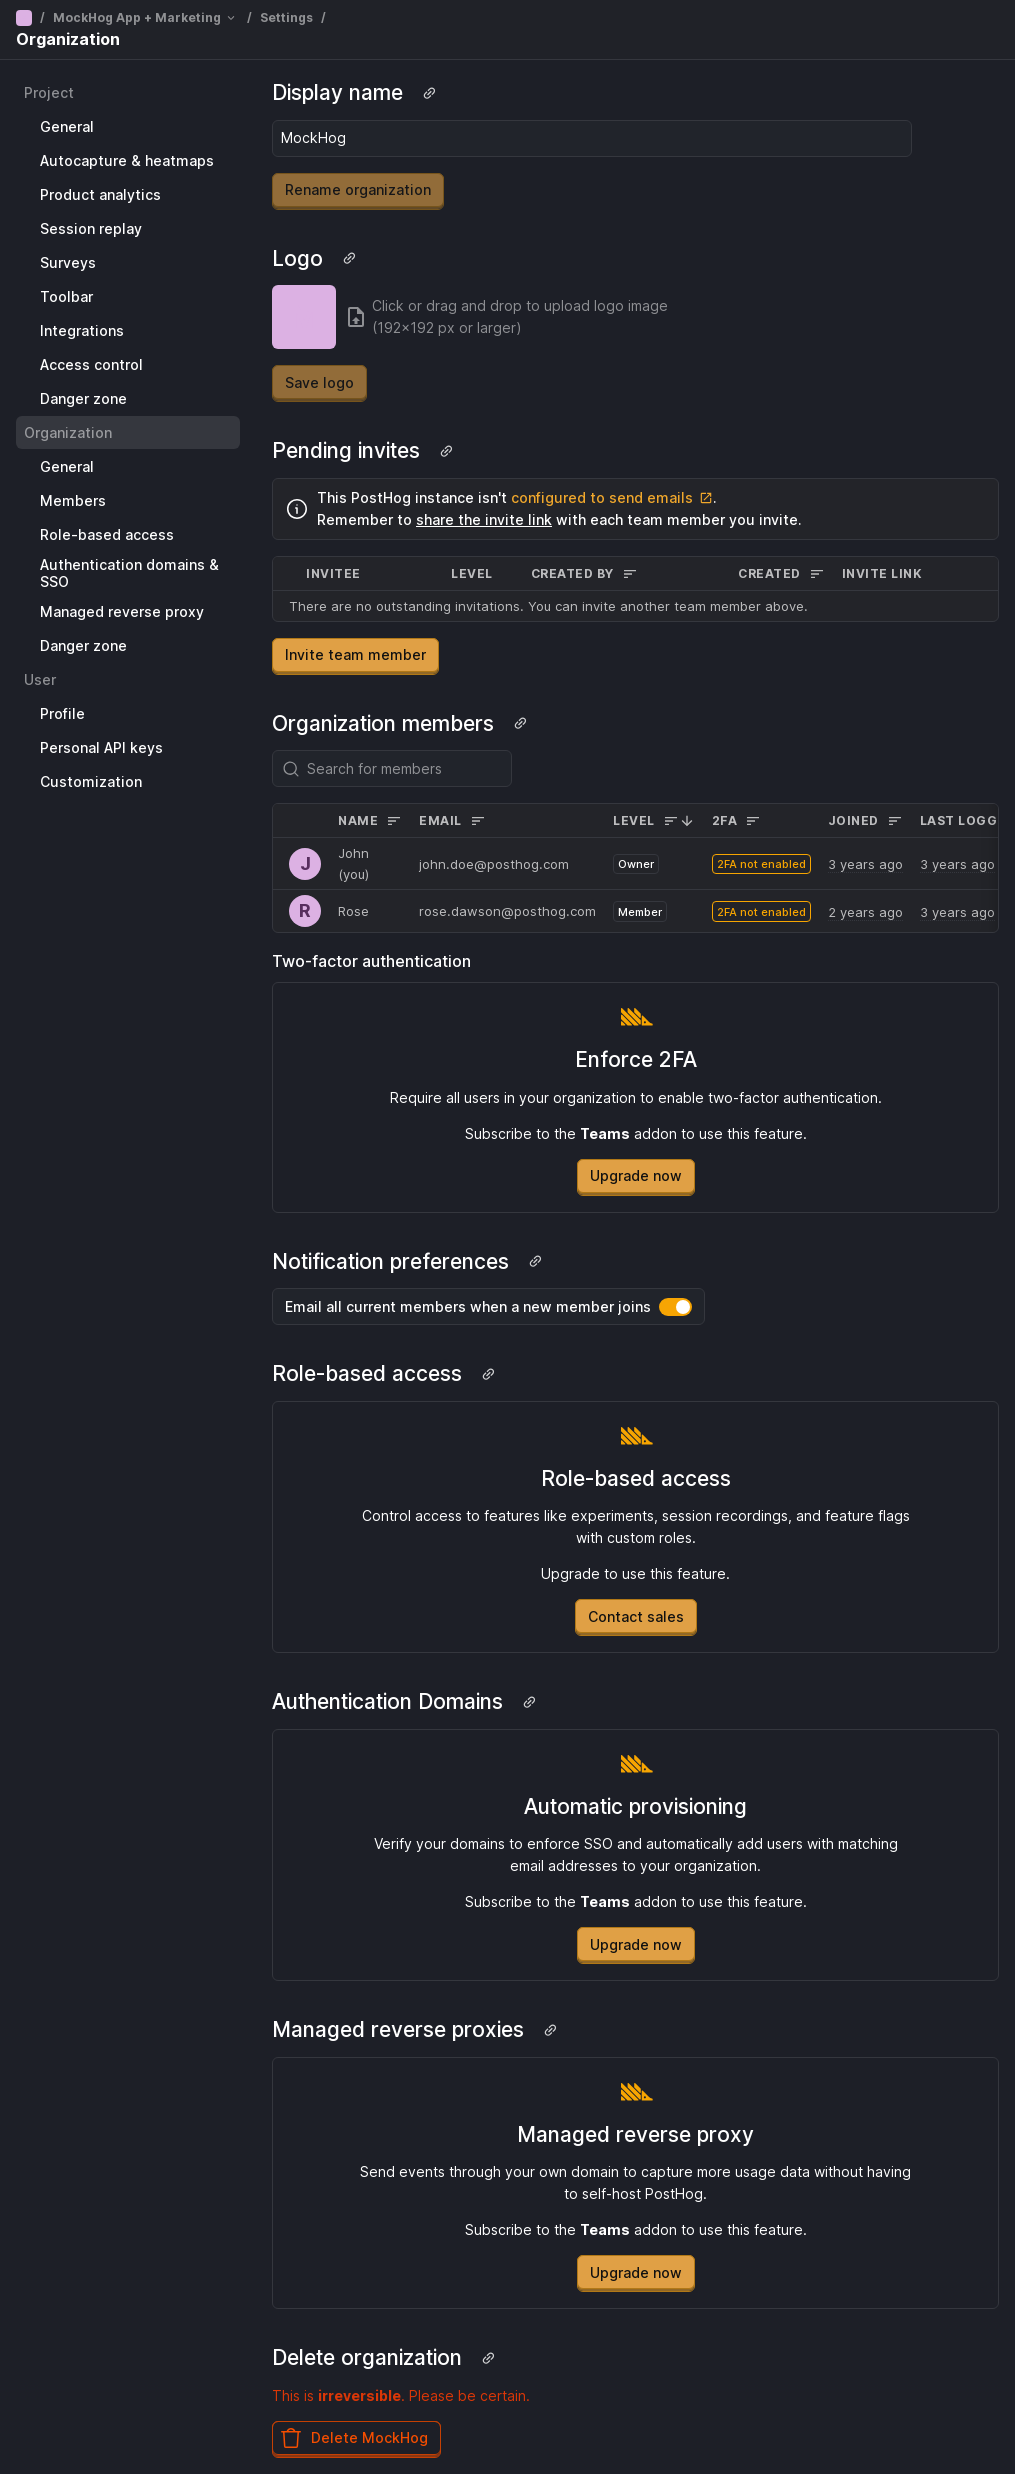 / MockHog App + Marketing / Settings /
Organization
Project
General
Autocapture & heatmaps
Product analytics
Session replay
Surveys
Toolbar
Integrations
Access control
Danger zone
Organization
General
Members
Role-based access
Authentication domains &
SSO
Managed reverse proxy
Danger zone
User
Profile
Personal API keys
Customization
Display name
MockHog
Rename organization
Logo
Click or drag and drop to upload logo image
(192×192 px or larger)
Save logo
Pending invites
This PostHog instance isn't configured to send emails .
Remember to share the invite link with each team member you invite.
INVITEE LEVEL CREATED BY CREATED INVITE LINK
There are no outstanding invitations. You can invite another team member above.
Invite team member
Organization members
Search for members
NAME EMAIL LEVEL 2FA JOINED LAST LOGG
J John (you) john.doe@posthog.com Owner 2FA not enabled 3 years ago 3 years ago
R Rose rose.dawson@posthog.com Member 2FA not enabled 2 years ago 3 years ago
Two-factor authentication
Enforce 2FA
Require all users in your organization to enable two-factor authentication.
Subscribe to the Teams addon to use this feature.
Upgrade now
Notification preferences
Email all current members when a new member joins
Role-based access
Role-based access
Control access to features like experiments, session recordings, and feature flags
with custom roles.
Upgrade to use this feature.
Contact sales
Authentication Domains
Automatic provisioning
Verify your domains to enforce SSO and automatically add users with matching
email addresses to your organization.
Subscribe to the Teams addon to use this feature.
Upgrade now
Managed reverse proxies
Managed reverse proxy
Send events through your own domain to capture more usage data without having
to self-host PostHog.
Subscribe to the Teams addon to use this feature.
Upgrade now
Delete organization
This is irreversible. Please be certain.
Delete MockHog